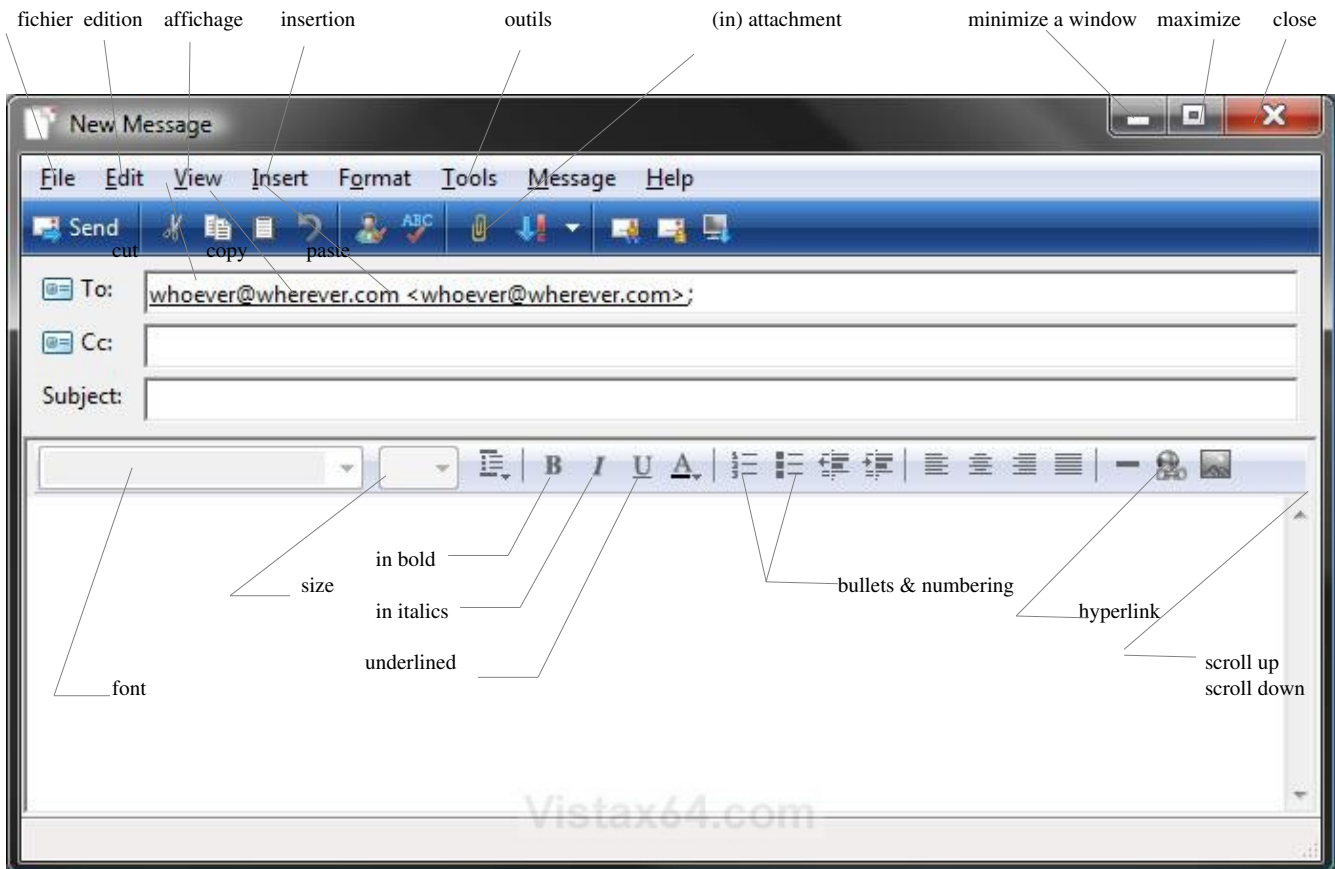 fichier edition affichage insertion outils (in) attachment minimize a window maximize close
New Message
File Edit View Insert Format Tools Message Help
Send ABC
cut copy paste
To: whoever@wherever.com <whoever@wherever.com>;
Cc:
Subject:
B I U A
in bold
size bullets & numbering
in italics hyperlink
underlined scroll up
font scroll down
Vistax64.com